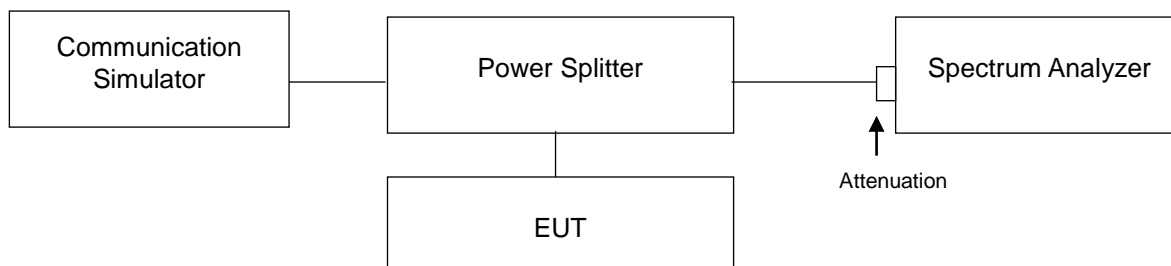 Communication
Simulator
Power Splitter
Spectrum Analyzer
Attenuation
EUT